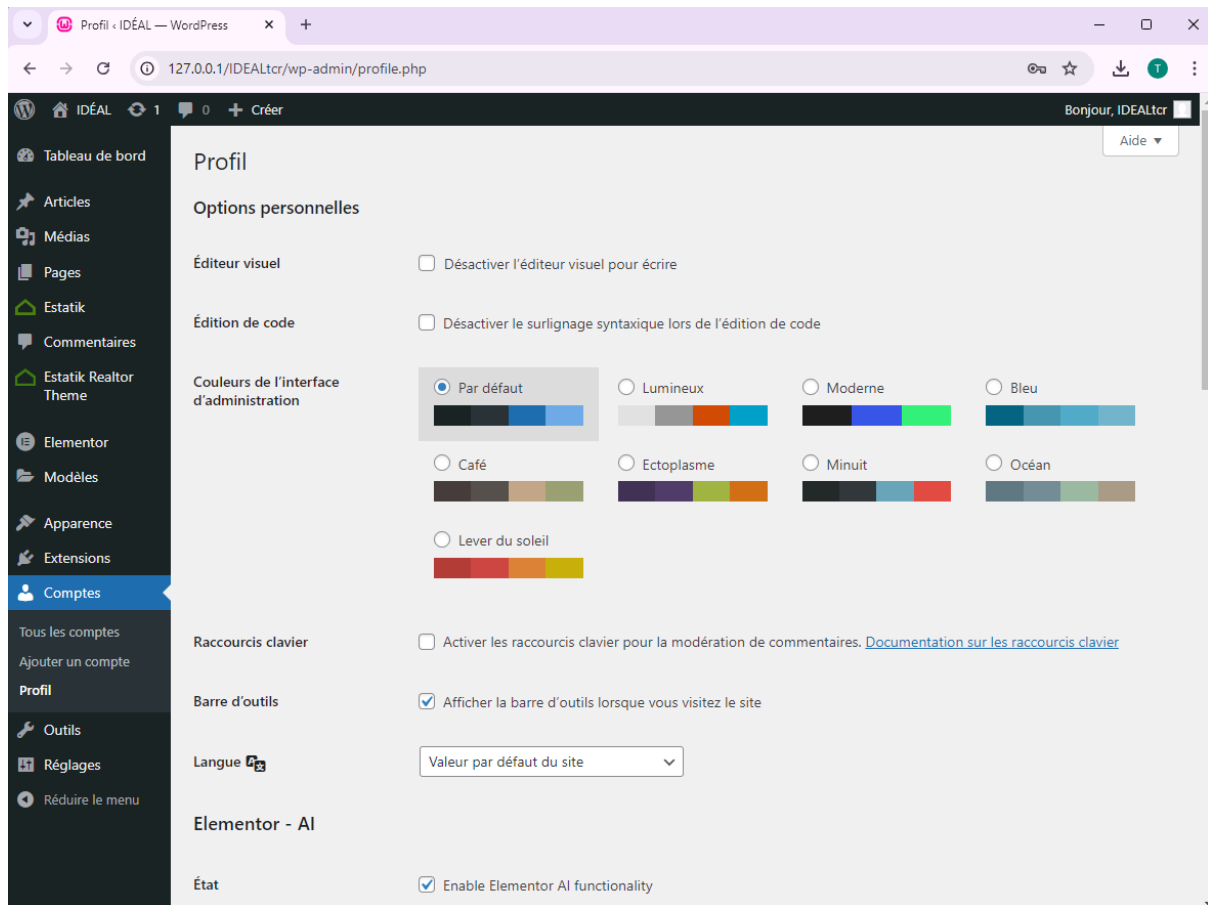 Profil ‹ IDÉAL — WordPress
127.0.0.1/IDEALtcr/wp-admin/profile.php
T
IDÉAL 1 0 Créer Bonjour, IDEALtcr
Aide
Tableau de bord
Articles
Médias
Pages
Estatik
Commentaires
Estatik Realtor
Theme
Elementor
Modèles
Apparence
Extensions
Comptes
Tous les comptes
Ajouter un compte
Profil
Outils
Réglages
Réduire le menu
Profil
Options personnelles
Éditeur visuel Désactiver l’éditeur visuel pour écrire
Édition de code Désactiver le surlignage syntaxique lors de l’édition de code
Couleurs de l’interface
d’administration
Par défaut Lumineux Moderne Bleu
Café Ectoplasme Minuit Océan
Lever du soleil
Raccourcis clavier Activer les raccourcis clavier pour la modération de commentaires. Documentation sur les raccourcis clavier
Barre d’outils Afficher la barre d’outils lorsque vous visitez le site
Langue Valeur par défaut du site
Elementor - AI
État Enable Elementor AI functionality